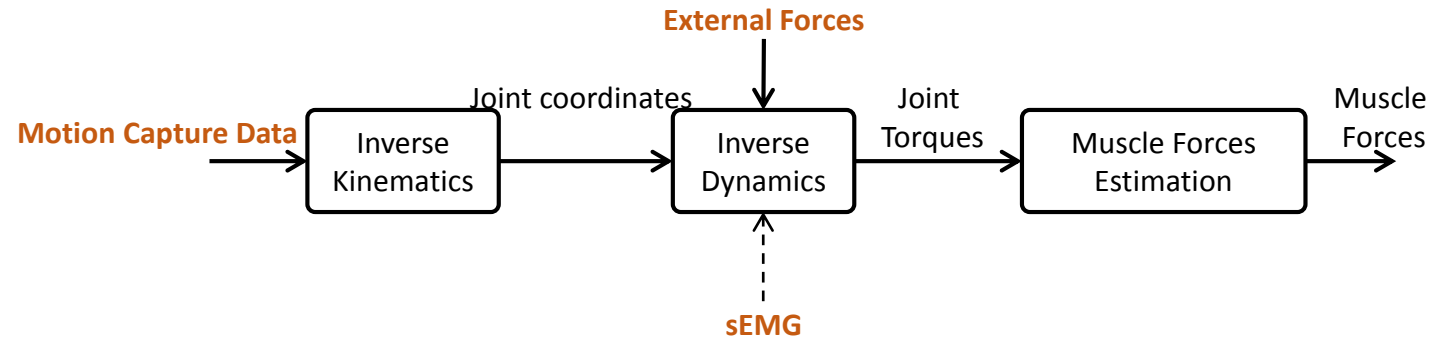 External Forces
Motion Capture Data
Inverse
Kinematics
Joint coordinates
Inverse
Dynamics
Joint
Torques
Muscle Forces
Estimation
Muscle
Forces
sEMG